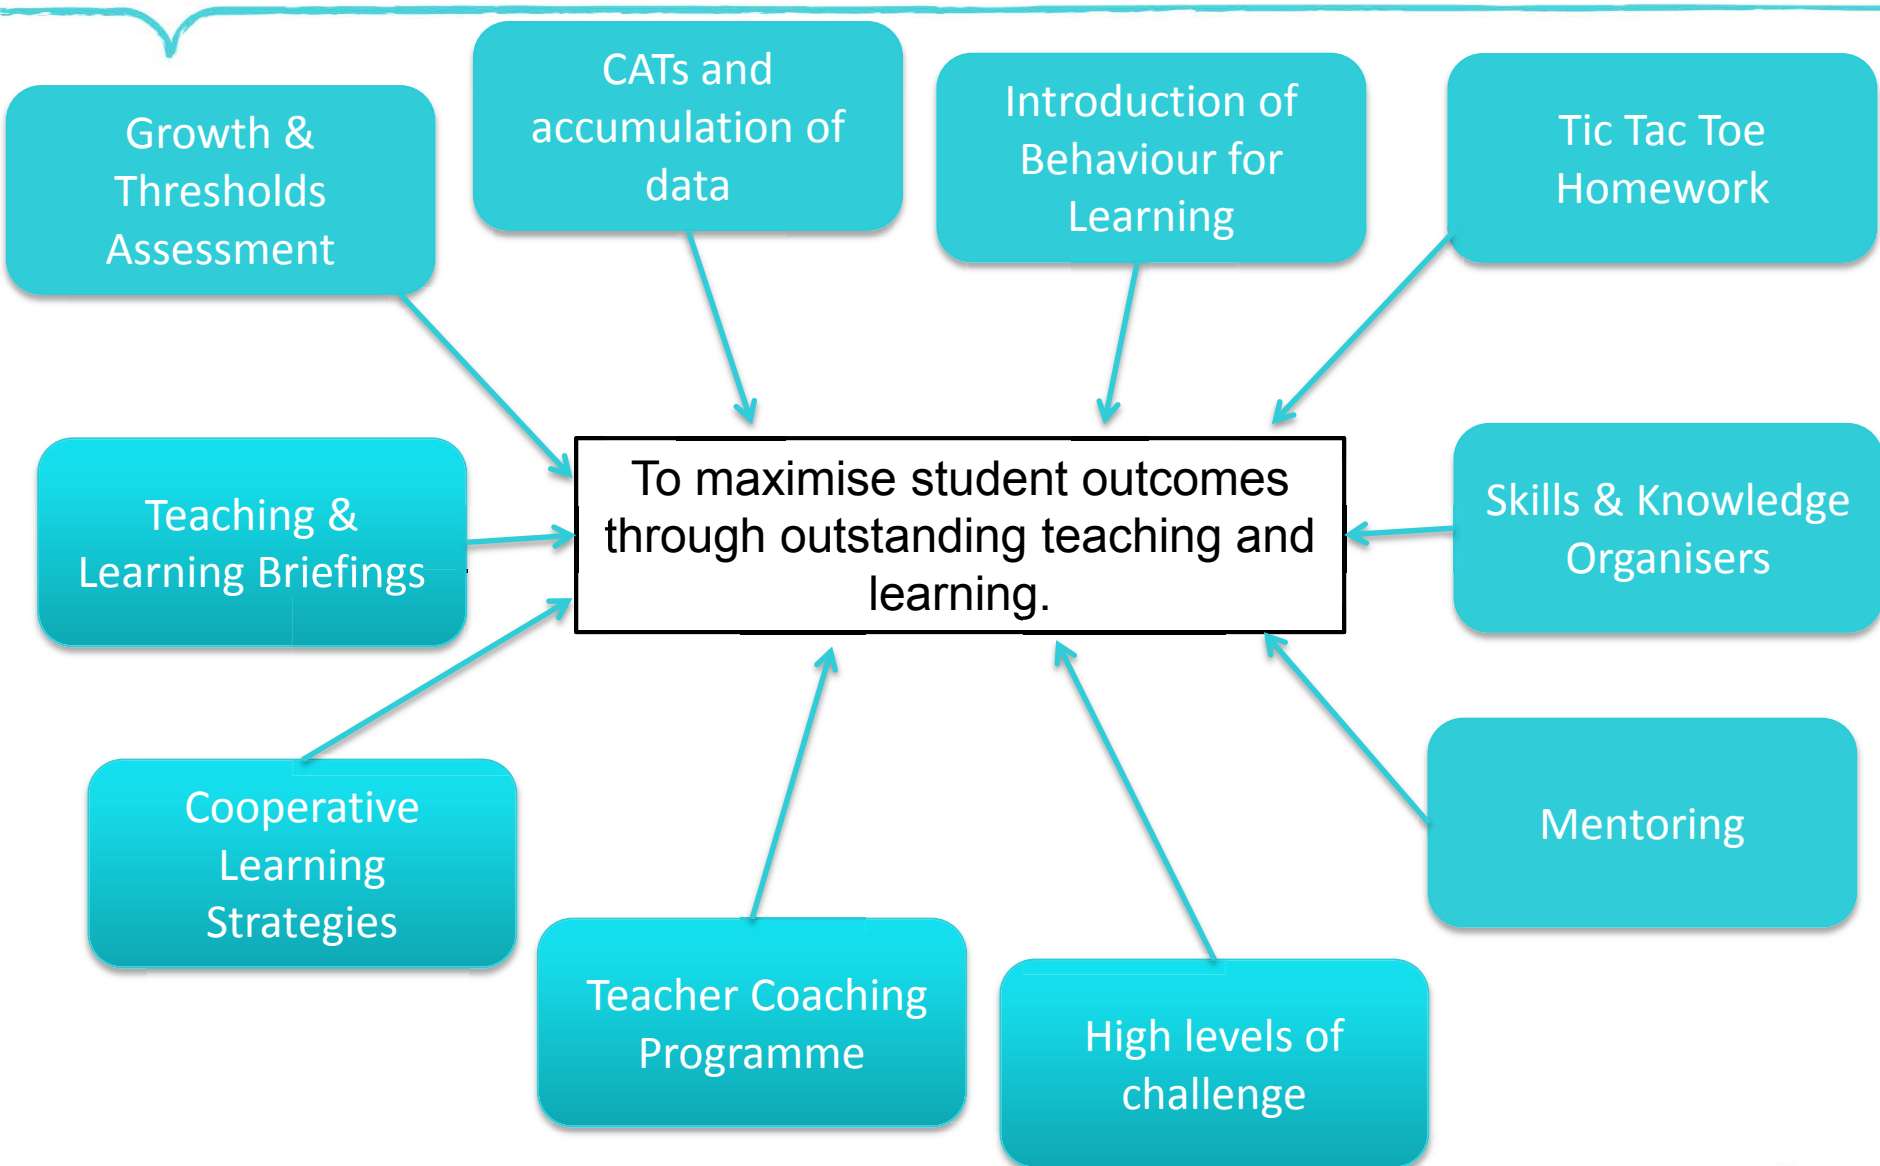 Growth &
Thresholds
Assessment
CATs and
accumulation of
data
Introduction of
Behaviour for
Learning
Tic Tac Toe
Homework
Teaching &
Learning Briefings
To maximise student outcomes
through outstanding teaching and
learning.
Skills & Knowledge
Organisers
Cooperative
Learning
Strategies
Teacher Coaching
Programme
High levels of
challenge
Mentoring